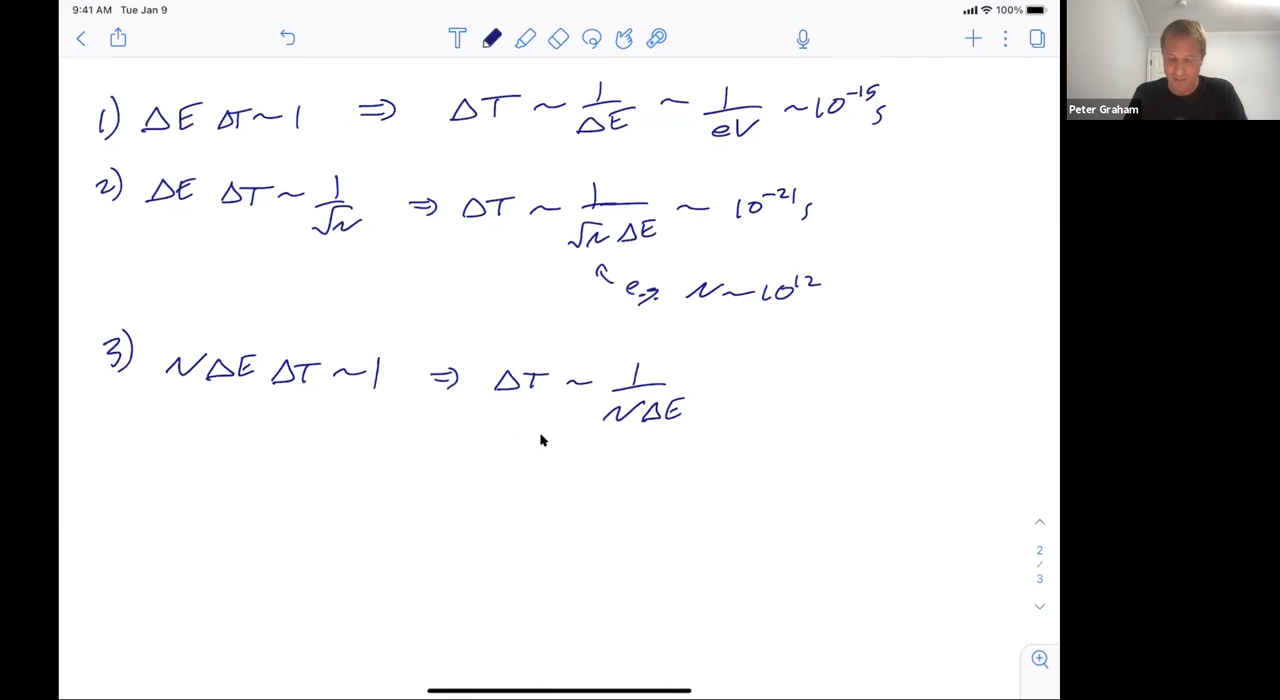 9:41 AM Tue Jan 9
100%
Peter Graham
1) ΔE ΔT ~ 1 ⇒ ΔT ~ 1/ΔE ~ 1/eV ~ 10⁻¹⁵ s
2) ΔE ΔT ~ 1/√N ⇒ ΔT ~ 1/(√N ΔE) ~ 10⁻²¹ s
e.g. N ~ 10¹²
3) N ΔE ΔT ~ 1 ⇒ ΔT ~ 1/(N ΔE)
2
/
3